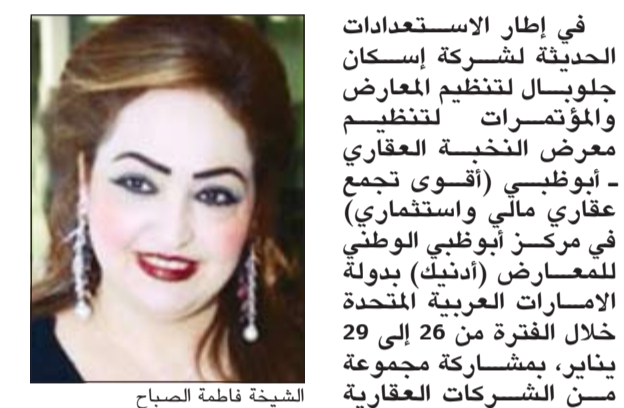 في إطار الاستعدادات
الحديثة لشركة إسكان
جلوبال لتنظيم المعارض
والمؤتمرات لتنظيم
معرض النخبة العقاري
ـ أبوظبي (أقوى تجمع
عقاري مالي واستثماري)
في مركز أبوظبي الوطني
للمعارض (أدنيك) بدولة
الامارات العربية المتحدة
خلال الفترة من 26 إلى 29
يناير، بمشاركة مجموعة
من الشركات العقارية
الشيخة فاطمة الصباح